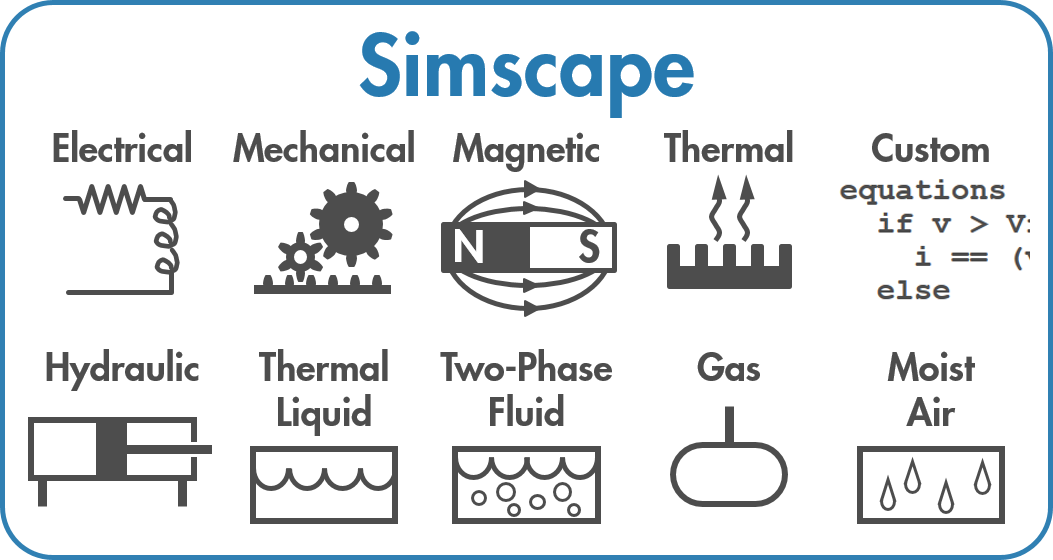 Simscape
Electrical Mechanical Magnetic Thermal Custom
equations
if v > V
i == (
else
N S
Hydraulic Thermal Liquid Two-Phase Fluid Gas Moist Air